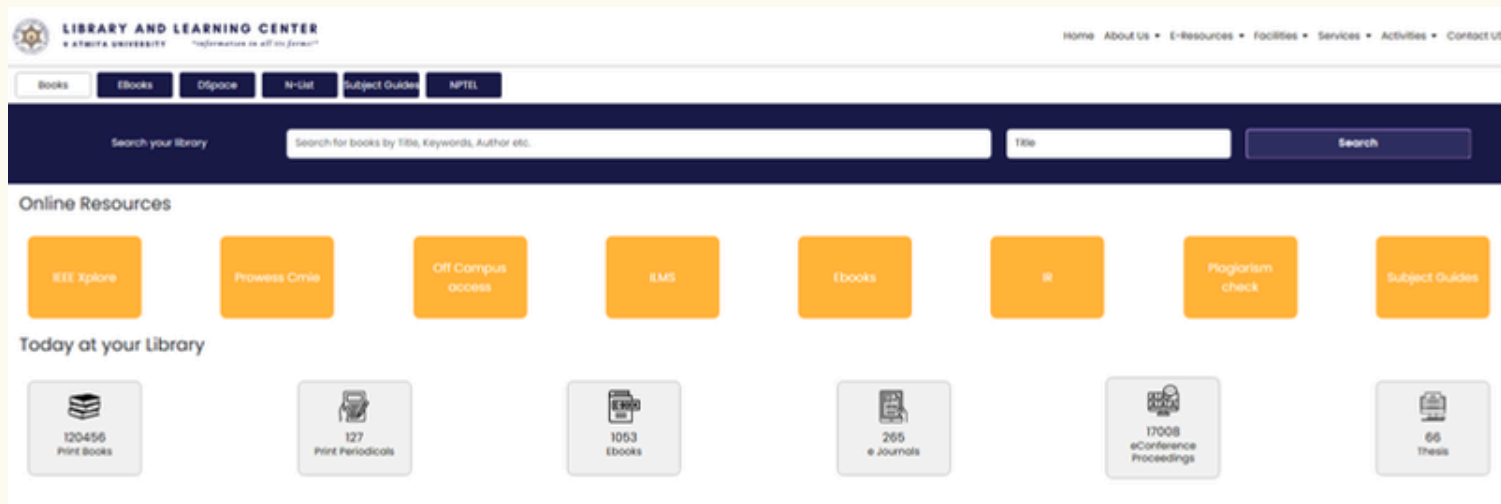 LIBRARY AND LEARNING CENTER
ATMIYA UNIVERSITY "information in all its forms"
Home About Us E-Resources Facilities Services Activities Contact US
Books EBooks DSpace N-List Subject Guides NPTEL
Search your library Search for books by Title, Keywords, Author etc. Title Search
Online Resources
IEEE Xplore Prowess Cmie Off Campus access ILMS Ebooks IR Plagiarism check Subject Guides
Today at your Library
120456 127 1053 265 17008 66
Print Books Print Periodicals Ebooks e Journals eConference Proceedings Thesis